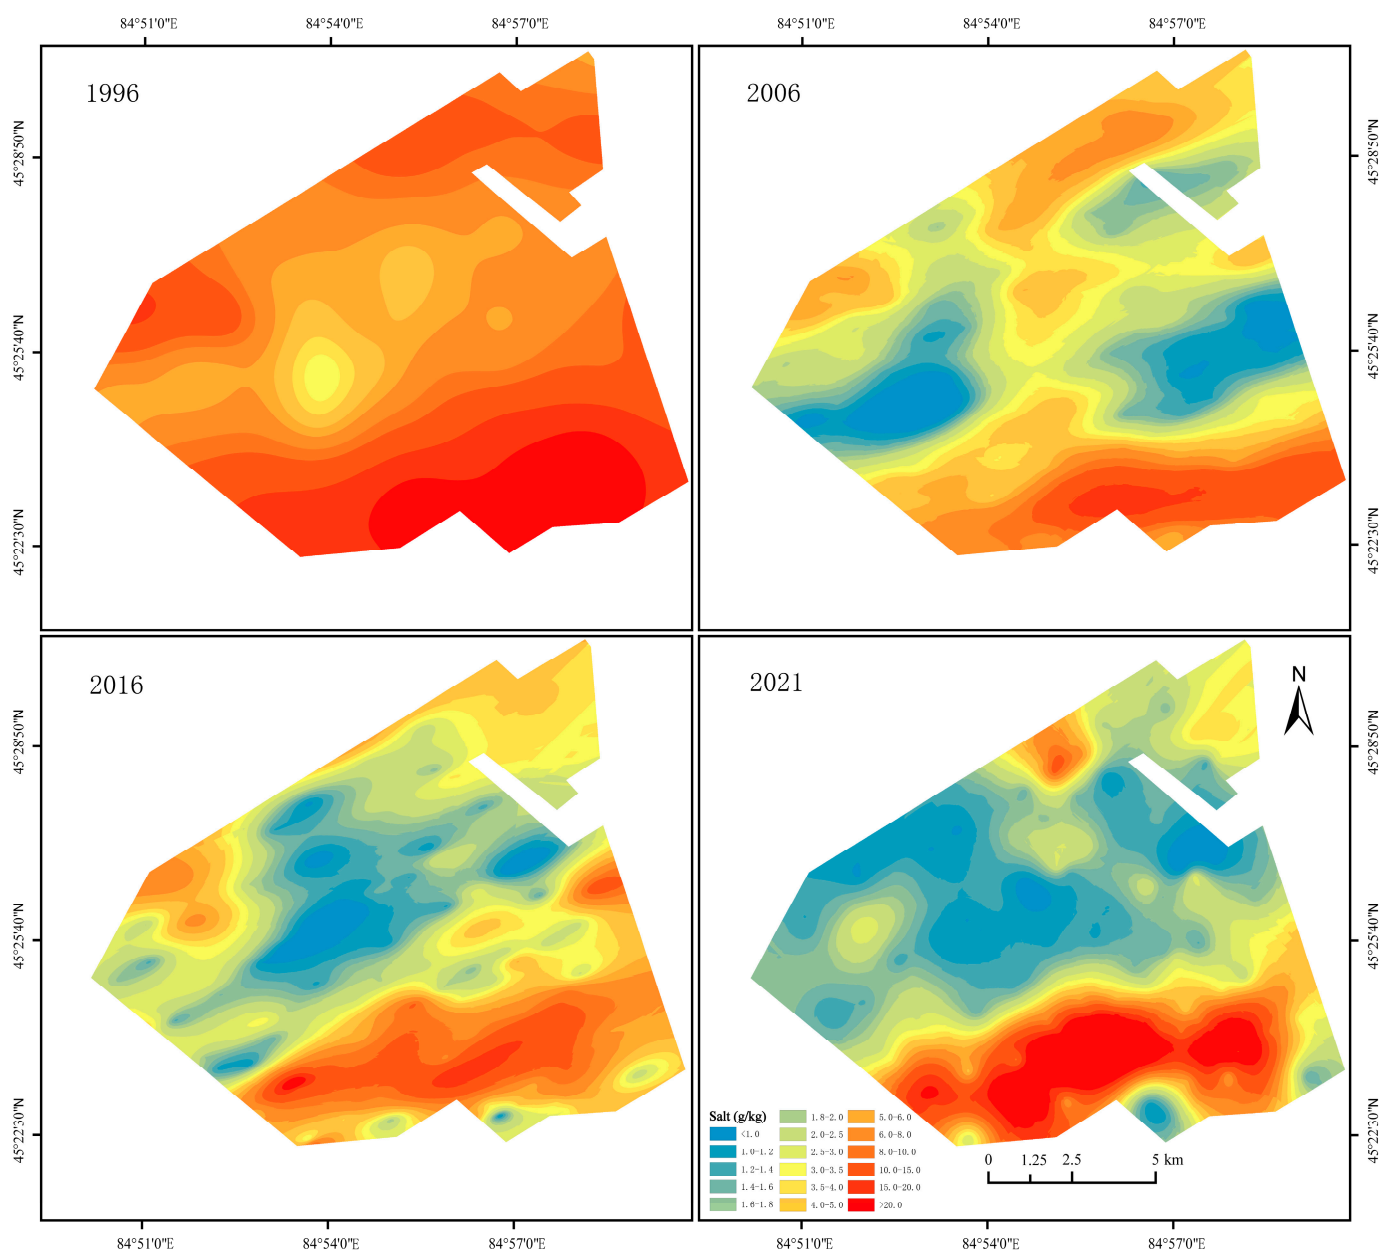 84°51'0"E 84°54'0"E 84°57'0"E 84°51'0"E 84°54'0"E 84°57'0"E
1996
2006
45°28'50"N
45°25'40"N
45°22'30"N
45°28'50"N
45°25'40"N
45°22'30"N
2016
2021
N
45°28'50"N
45°25'40"N
45°22'30"N
45°28'50"N
45°25'40"N
45°22'30"N
Salt (g/kg)
<1.0
1.0-1.2
1.2-1.4
1.4-1.6
1.6-1.8
1.8-2.0
2.0-2.5
2.5-3.0
3.0-3.5
3.5-4.0
4.0-5.0
5.0-6.0
6.0-8.0
8.0-10.0
10.0-15.0
15.0-20.0
>20.0
0 1.25 2.5 5 km
84°51'0"E 84°54'0"E 84°57'0"E 84°51'0"E 84°54'0"E 84°57'0"E